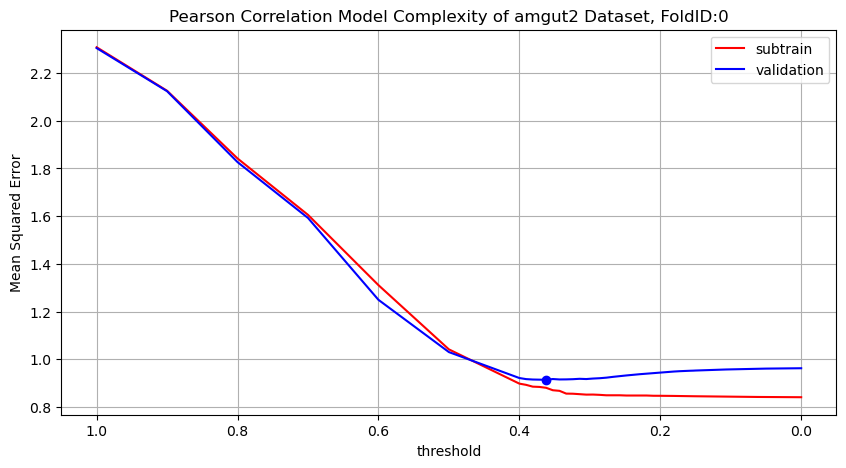 Pearson Correlation Model Complexity of amgut2 Dataset, FoldID:0
subtrain
validation
Mean Squared Error
2.2
2.0
1.8
1.6
1.4
1.2
1.0
0.8
1.0 0.8 0.6 0.4 0.2 0.0
threshold